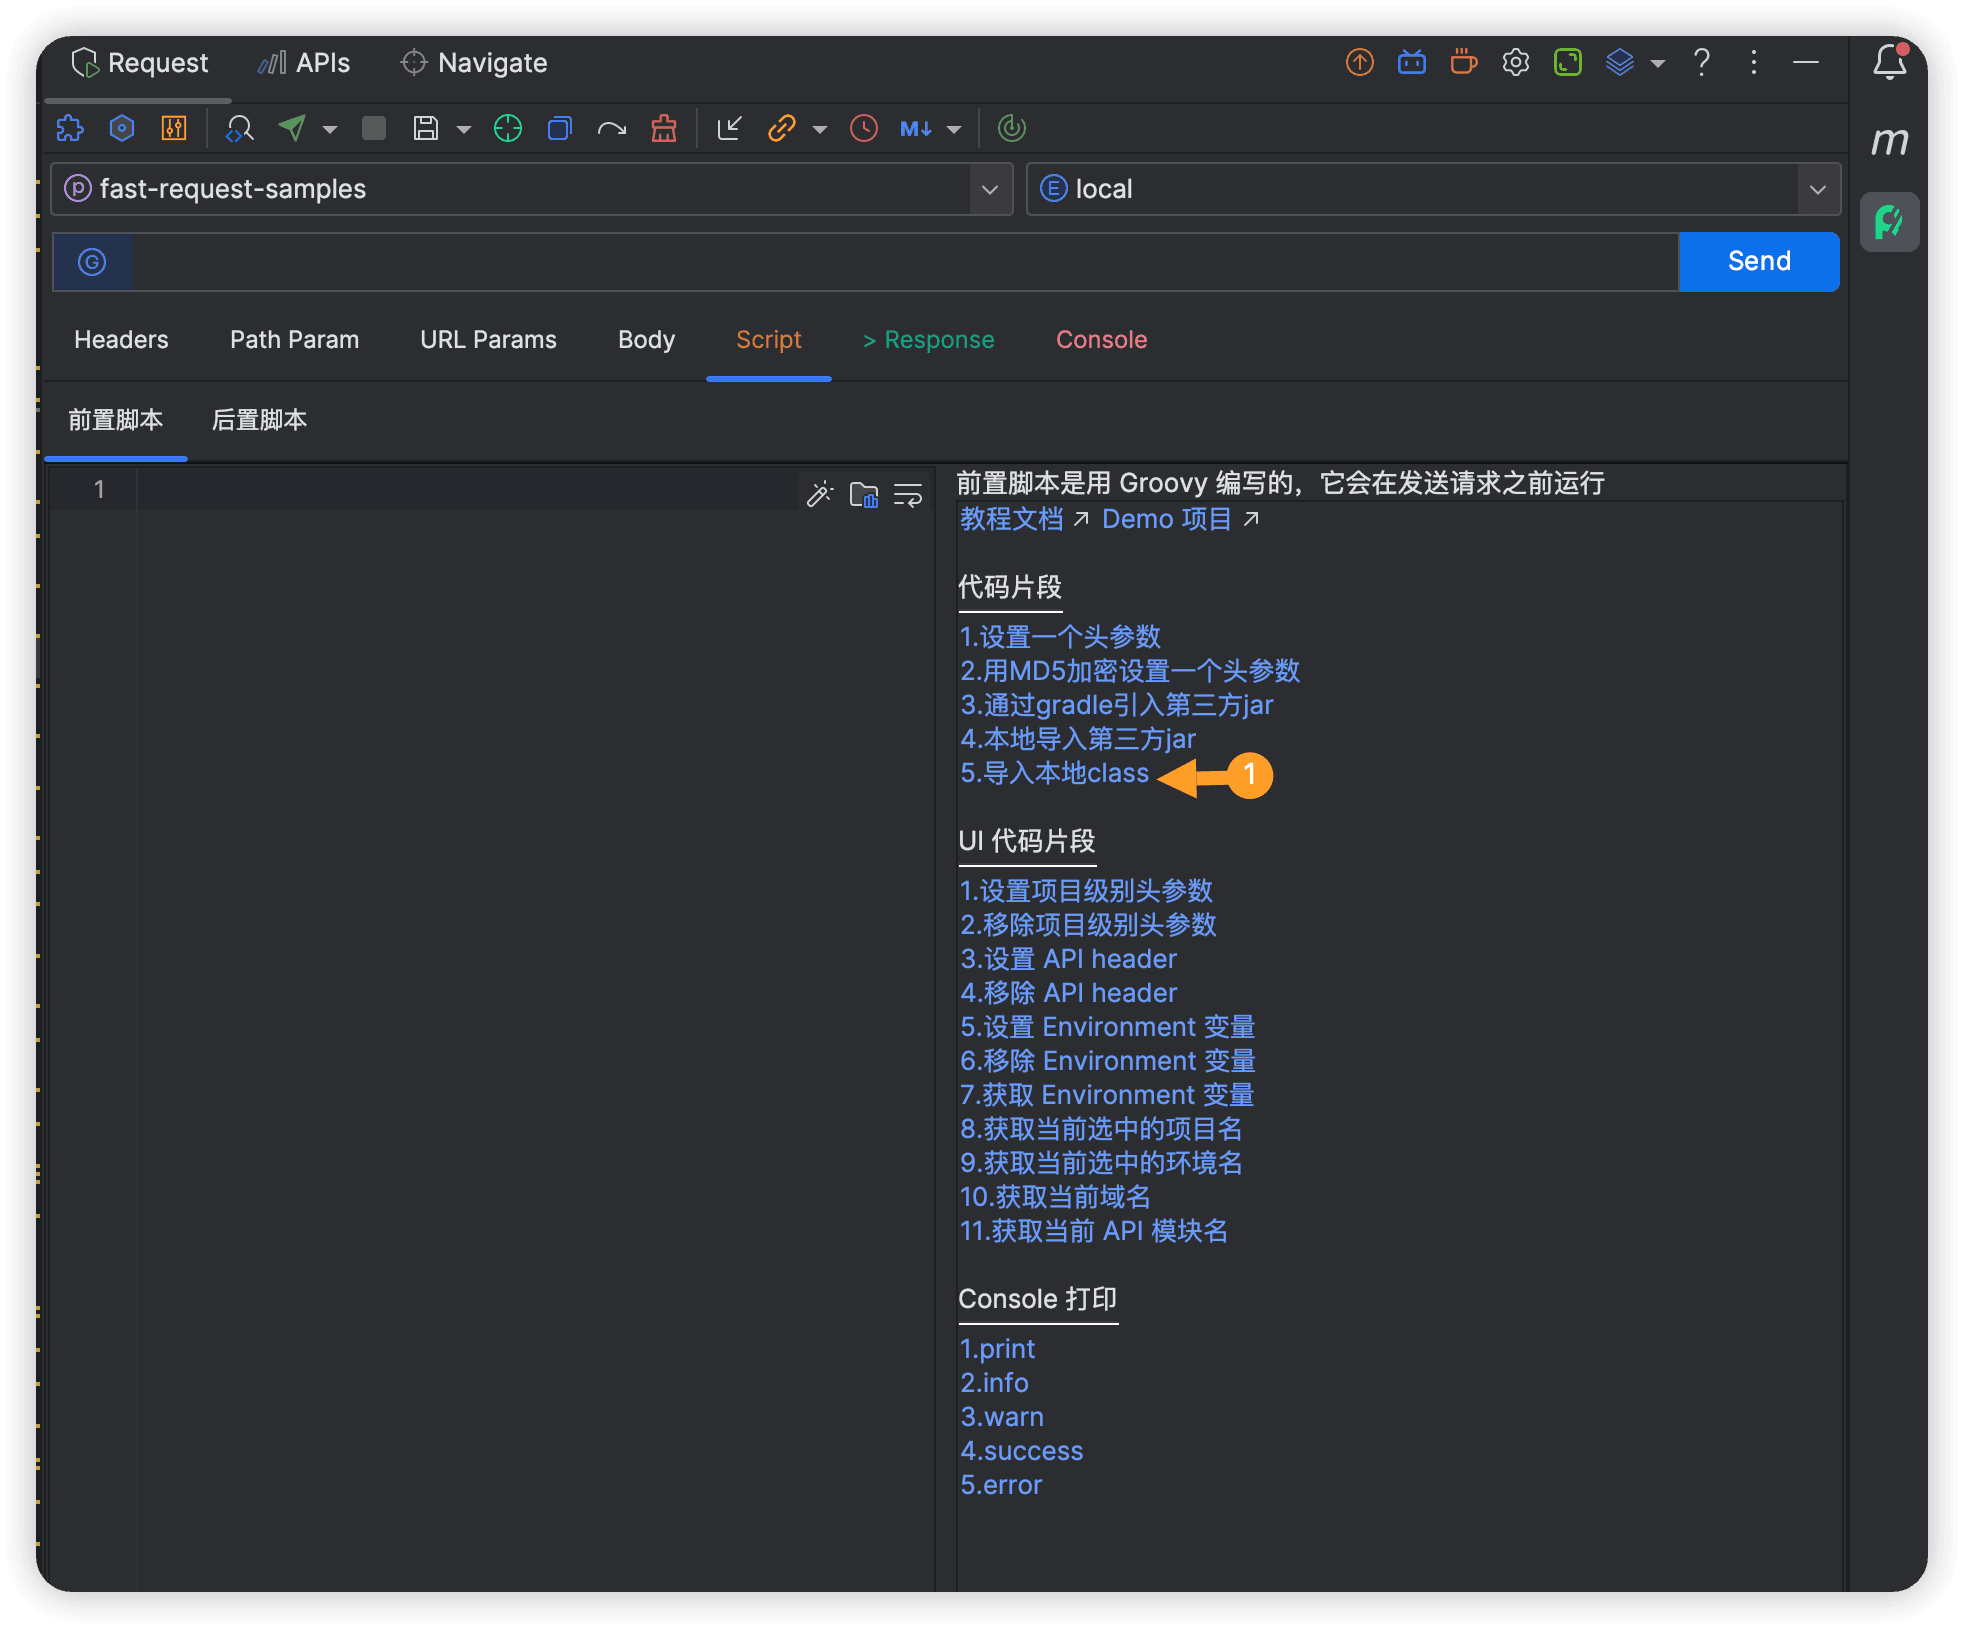 Request APIs Navigate
M↓
m
P fast-request-samples E local
G Send
Headers Path Param URL Params Body Script > Response Console
前置脚本 后置脚本
1
前置脚本是用 Groovy 编写的，它会在发送请求之前运行
教程文档 ↗ Demo 项目 ↗
代码片段
1.设置一个头参数
2.用MD5加密设置一个头参数
3.通过gradle引入第三方jar
4.本地导入第三方jar
5.导入本地class 1
UI 代码片段
1.设置项目级别头参数
2.移除项目级别头参数
3.设置 API header
4.移除 API header
5.设置 Environment 变量
6.移除 Environment 变量
7.获取 Environment 变量
8.获取当前选中的项目名
9.获取当前选中的环境名
10.获取当前域名
11.获取当前 API 模块名
Console 打印
1.print
2.info
3.warn
4.success
5.error